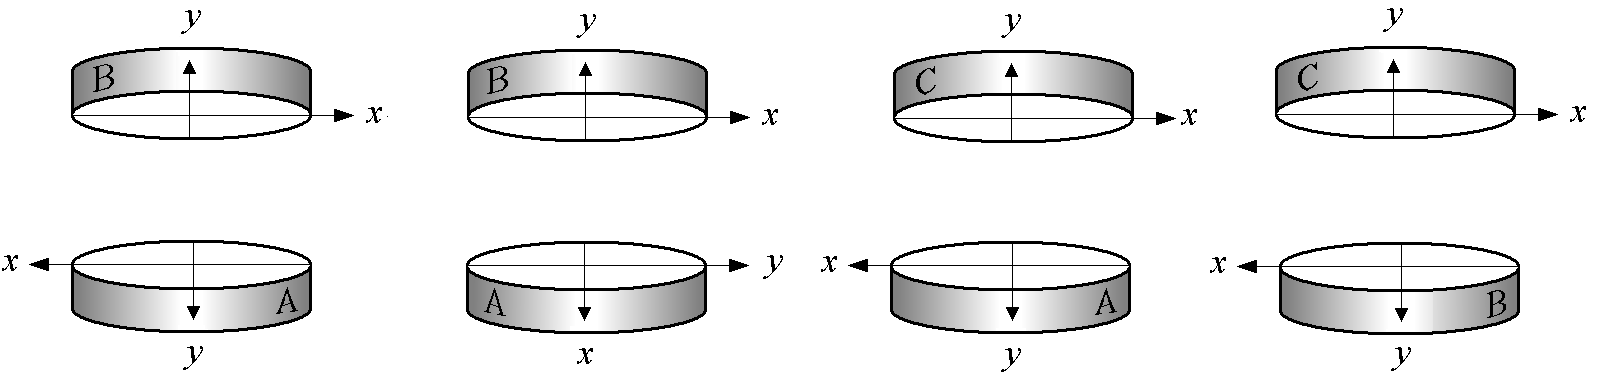 y y y y
B B C C
x x x x
x y x x
A A A B
y x y y